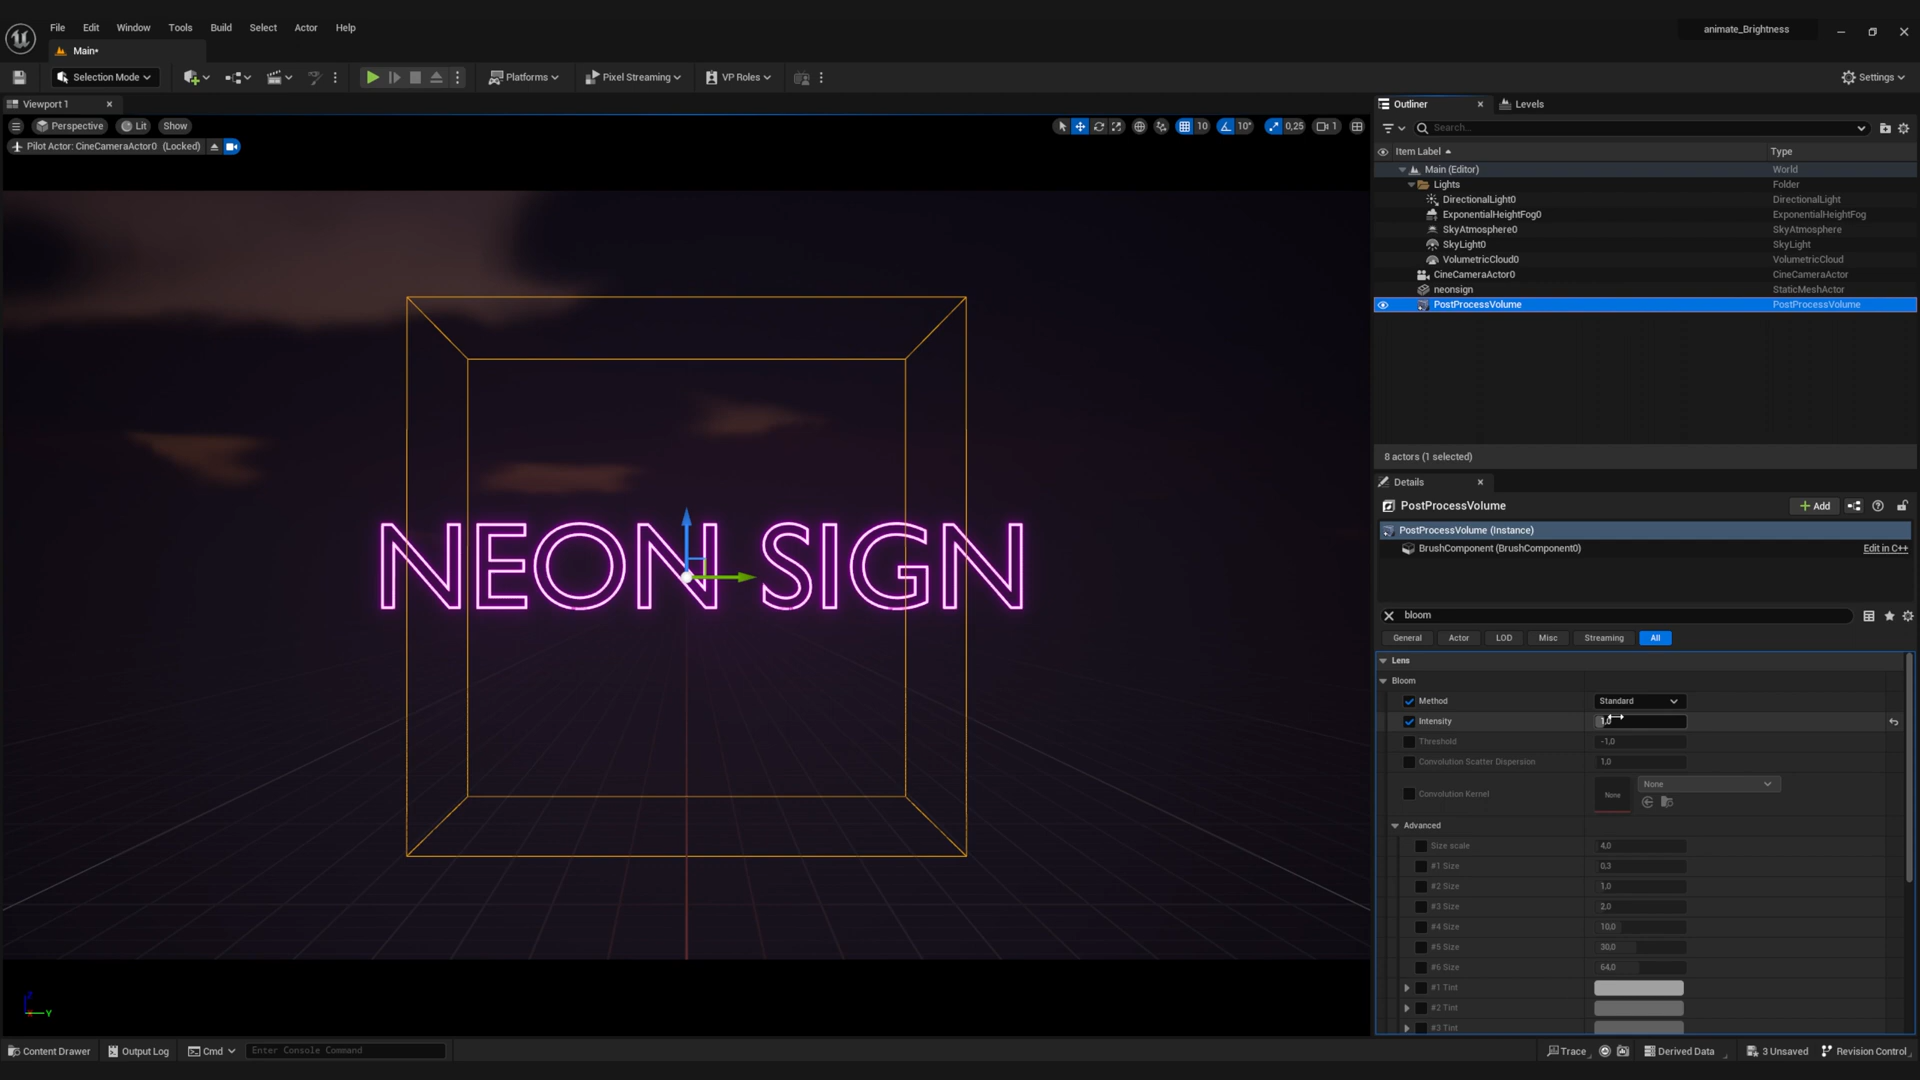 File Edit Window Tools Build Select Actor Help
animate_Brightness
Main*
Selection Mode
Platforms
Pixel Streaming
VP Roles
Settings
Viewport 1
Perspective
Lit
Show
10
10°
0,25
1
Pilot Actor: CineCameraActor0 (Locked)
NEON SIGN
Z
Y
Outliner
Levels
Search...
Item Label
Type
Main (Editor) World
Lights Folder
DirectionalLight0 DirectionalLight
ExponentialHeightFog0 ExponentialHeightFog
SkyAtmosphere0 SkyAtmosphere
SkyLight0 SkyLight
VolumetricCloud0 VolumetricCloud
CineCameraActor0 CineCameraActor
neonsign StaticMeshActor
PostProcessVolume PostProcessVolume
8 actors (1 selected)
Details
PostProcessVolume
Add
PostProcessVolume (Instance)
BrushComponent (BrushComponent0) Edit in C++
bloom
General Actor LOD Misc Streaming All
Lens
Bloom
Method Standard
Intensity 1,0
Threshold -1,0
Convolution Scatter Dispersion 1,0
None
Convolution Kernel None
Advanced
Size scale 4,0
#1 Size 0,3
#2 Size 1,0
#3 Size 2,0
#4 Size 10,0
#5 Size 30,0
#6 Size 64,0
#1 Tint
#2 Tint
#3 Tint
Content Drawer
Output Log
Cmd
Enter Console Command
Trace
Derived Data
3 Unsaved
Revision Control